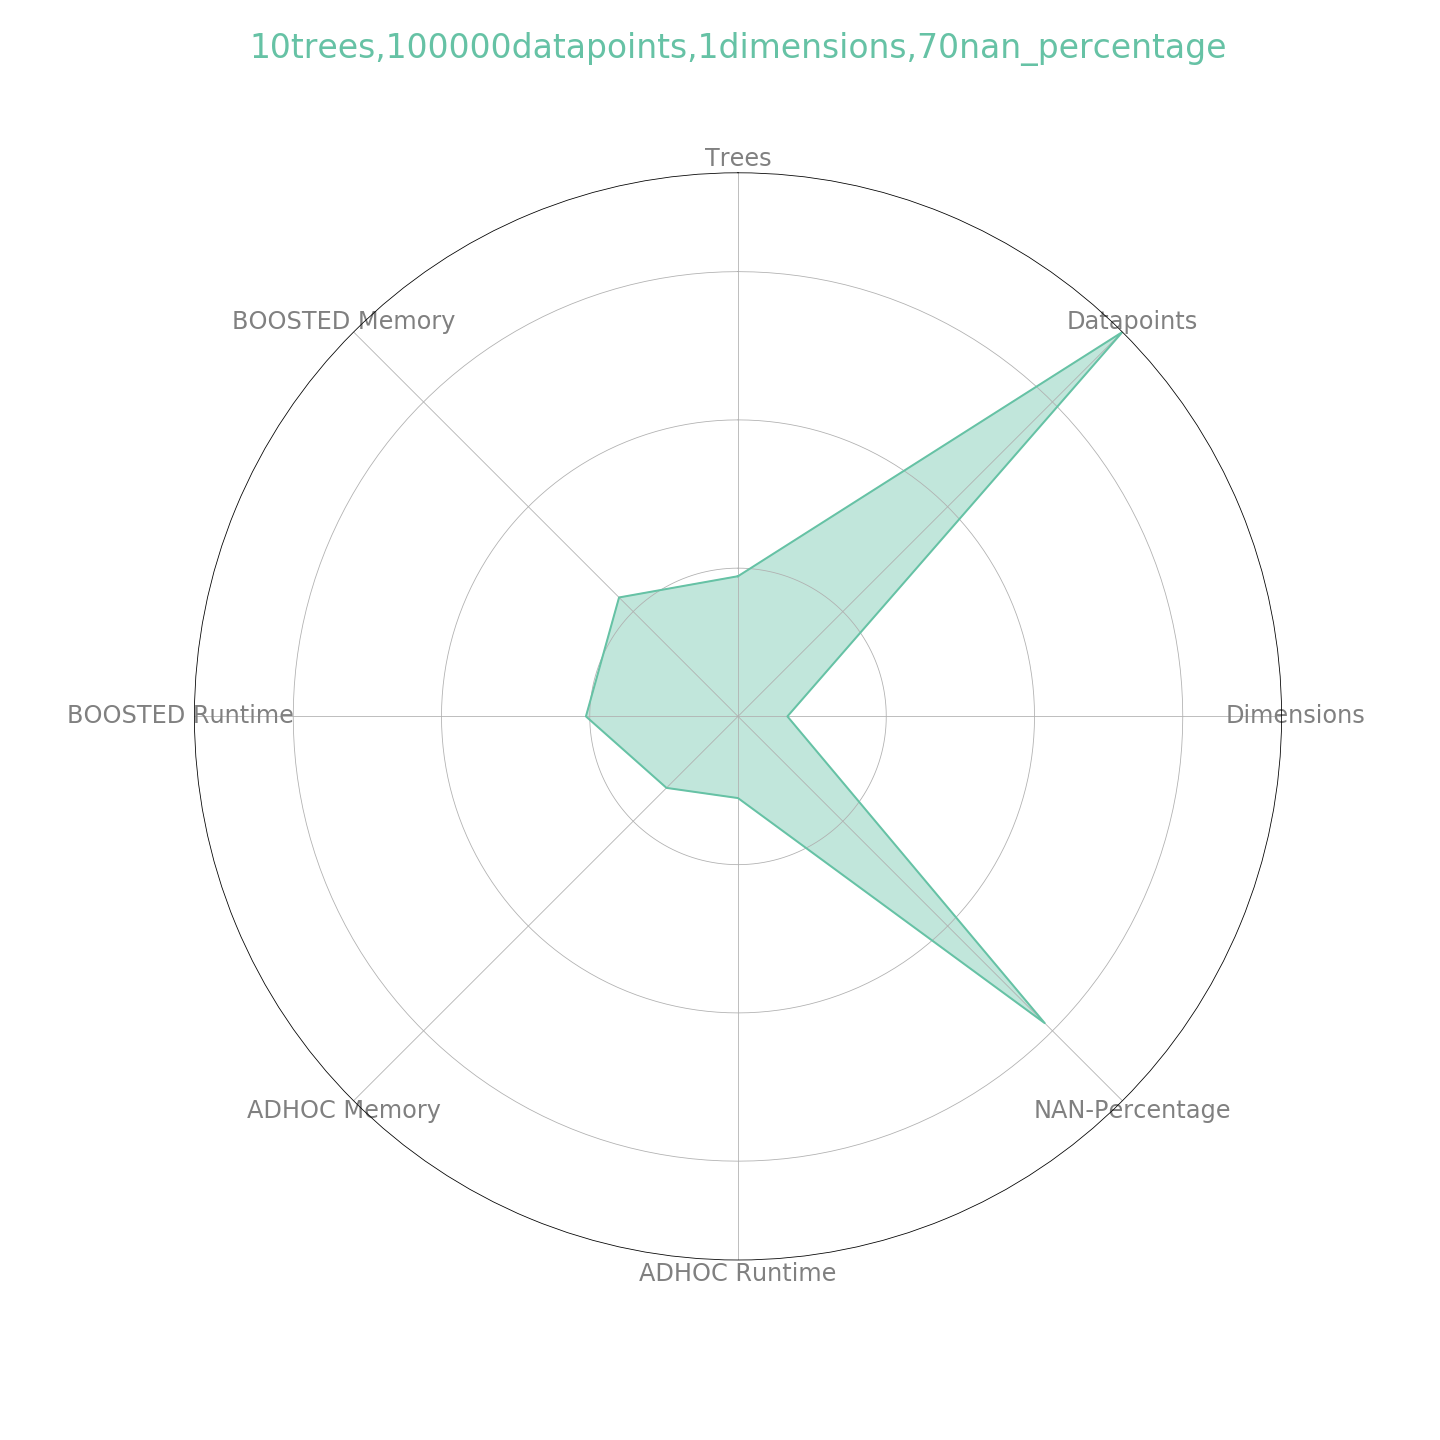 10trees,100000datapoints,1dimensions,70nan_percentage
Trees
BOOSTED Memory
Datapoints
BOOSTED Runtime
Dimensions
ADHOC Memory
NAN-Percentage
ADHOC Runtime